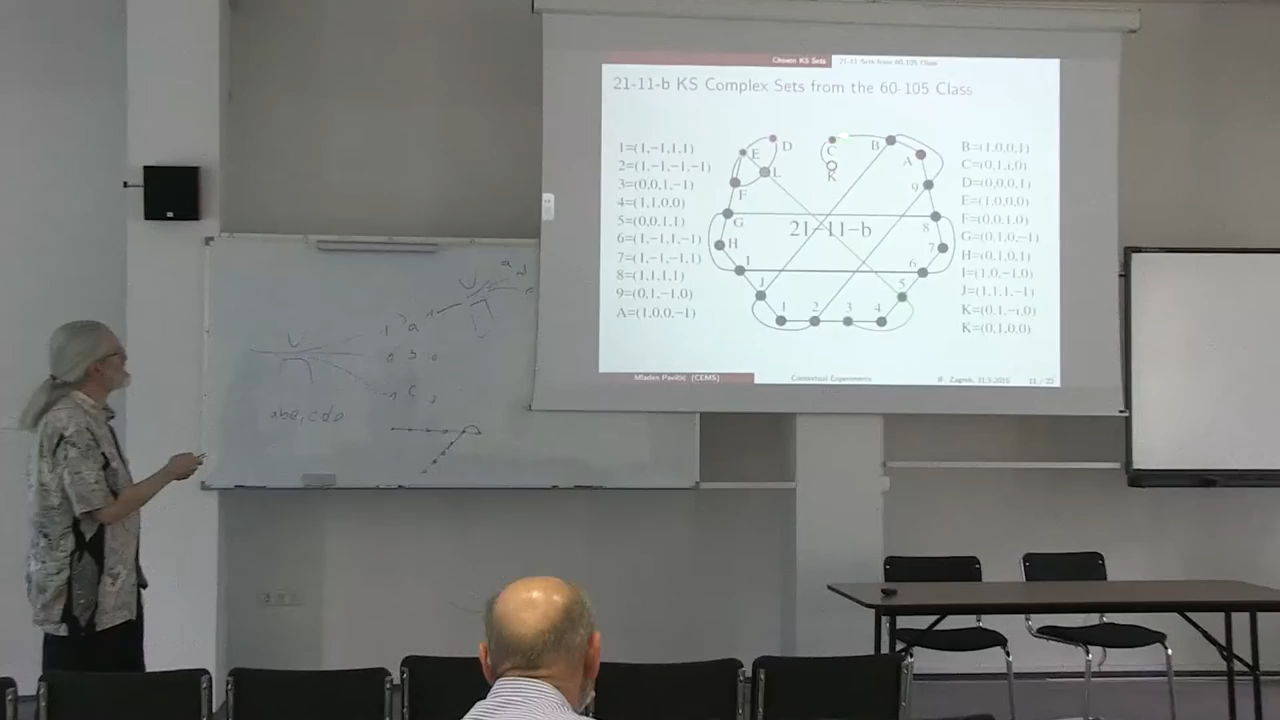 Chosen KS Sets 21-11 Sets from 60-105 Class
21-11-b KS Complex Sets from the 60-105 Class
1=(1,−1,1,1)
2=(1,−1,−1,−1)
3=(0,0,1,−1)
4=(1,1,0,0)
5=(0,0,1,1)
6=(1,−1,1,−1)
7=(1,−1,−1,1)
8=(1,1,1,1)
9=(0,1,−1,0)
A=(1,0,0,−1)
E
D
L
F
G
H
I
J
1
2
3
4
5
6
7
8
9
A
B
C
K
21−11−b
B=(1,0,0,1)
C=(0,1,i,0)
D=(0,0,0,1)
E=(1,0,0,0)
F=(0,0,1,0)
G=(0,1,0,−1)
H=(0,1,0,1)
I=(1,0,−1,0)
J=(1,1,1,−1)
K=(0,1,−i,0)
K=(0,1,0,0)
Mladen Pavičić (CEMS) Contextual Experiments IF, Zagreb, 31.5.2016 11 / 22